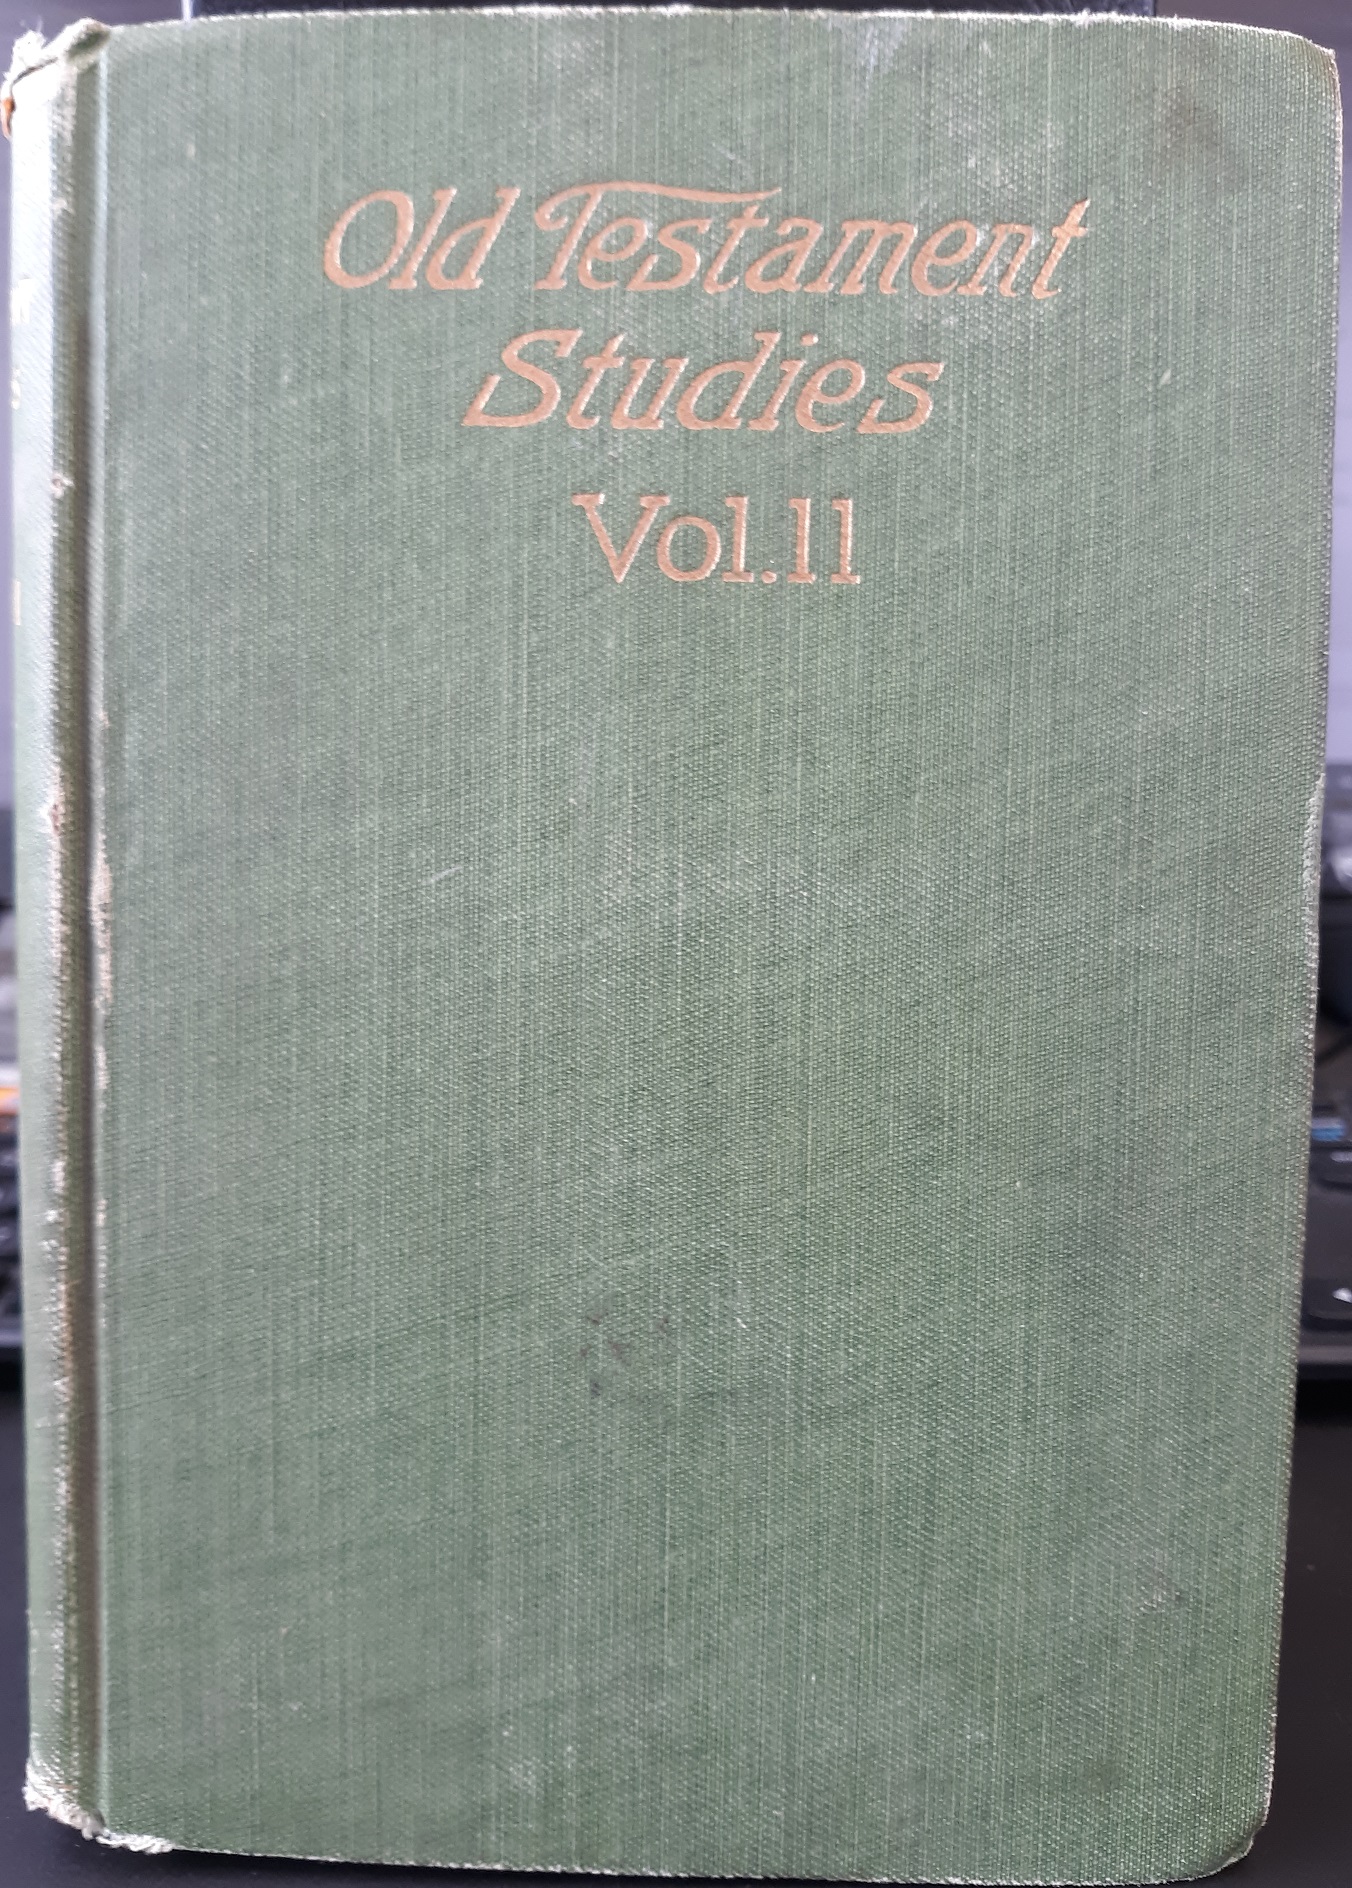 Old Testament
Studies
Vol.11